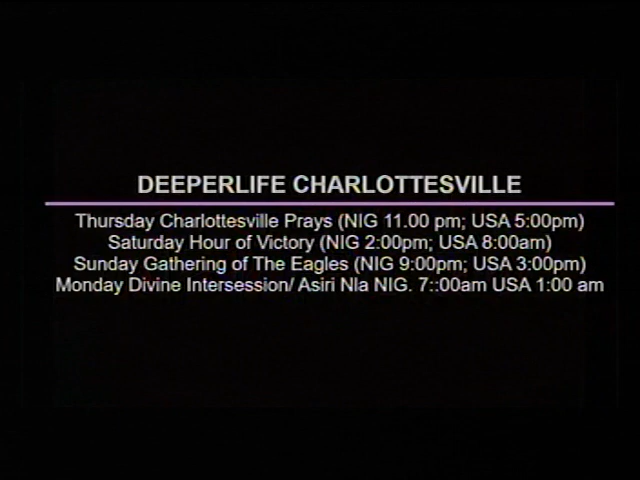 DEEPERLIFE CHARLOTTESVILLE
Thursday Charlottesville Prays (NIG 11.00 pm; USA 5:00pm)
Saturday Hour of Victory (NIG 2:00pm; USA 8:00am)
Sunday Gathering of The Eagles (NIG 9:00pm; USA 3:00pm)
Monday Divine Intersession/ Asiri Nla NIG. 7::00am USA 1:00 am